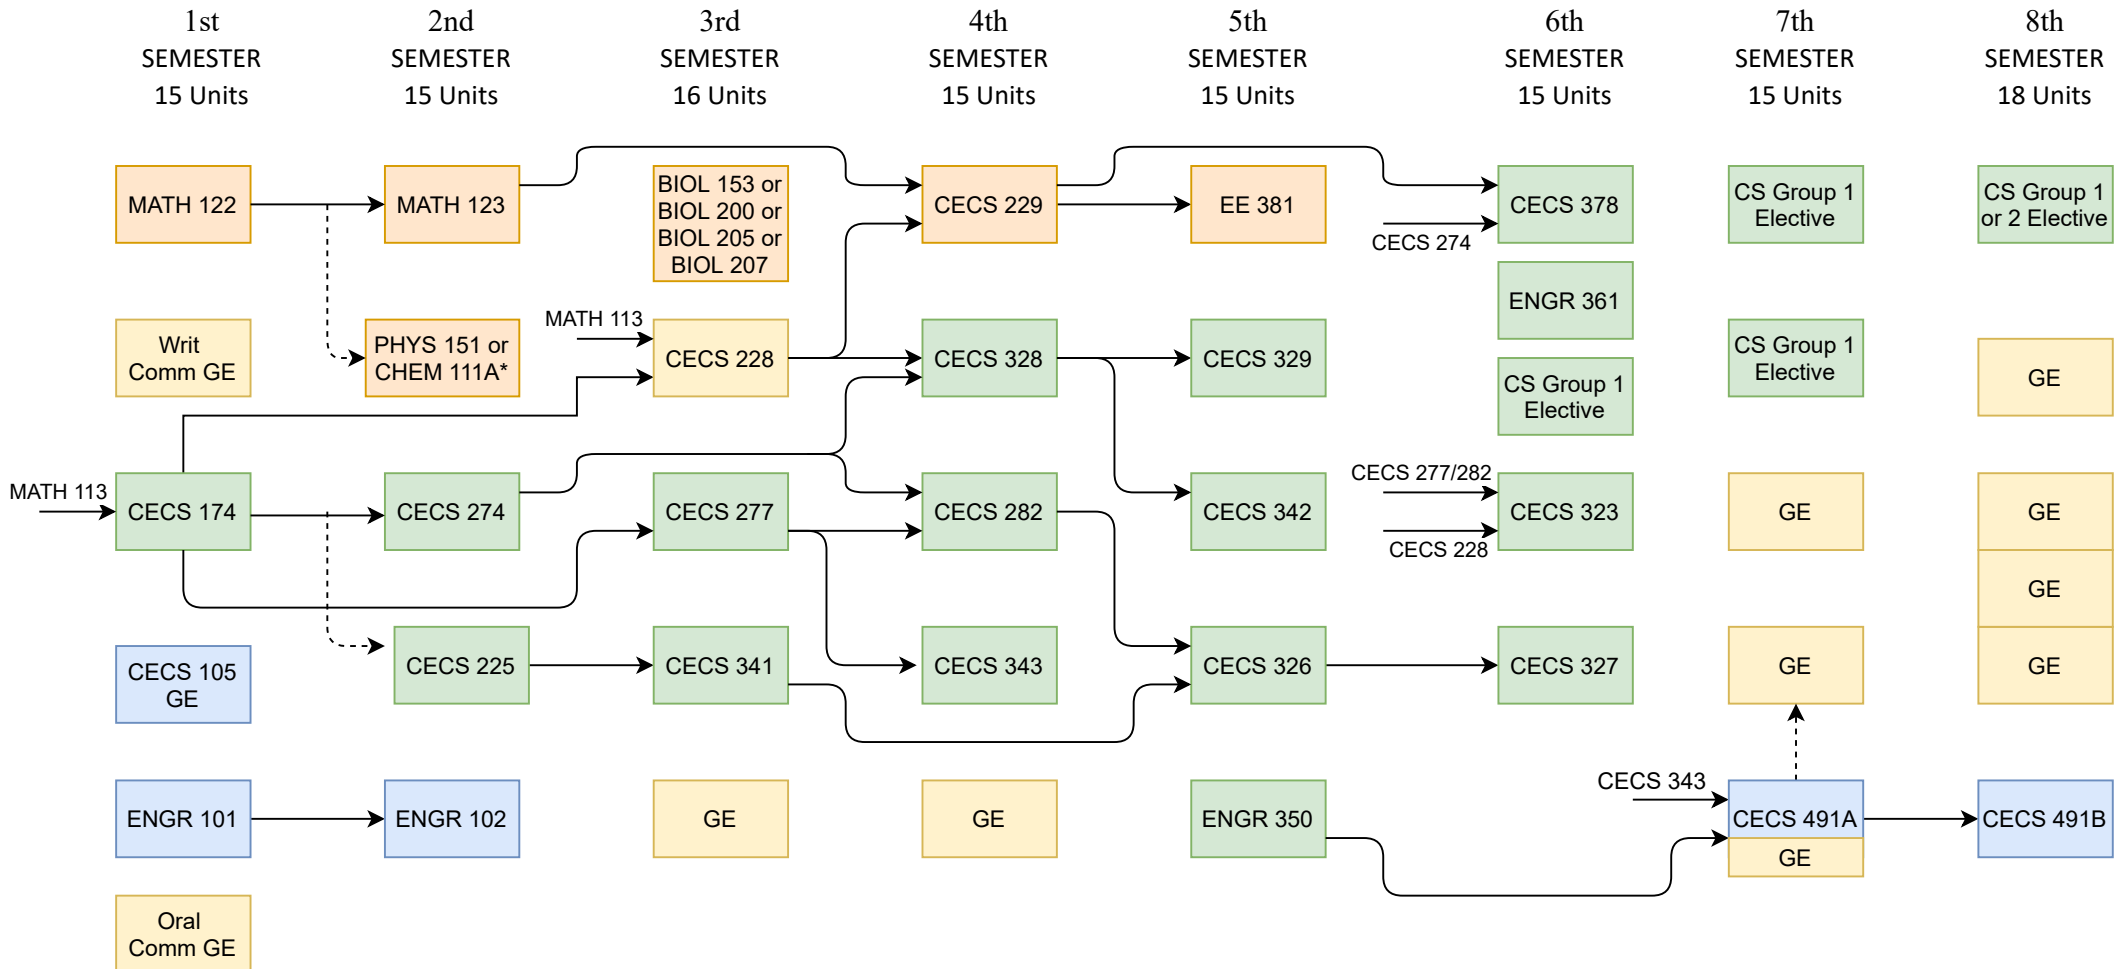 1st
SEMESTER
15 Units
2nd
SEMESTER
15 Units
3rd
SEMESTER
16 Units
4th
SEMESTER
15 Units
5th
SEMESTER
15 Units
6th
SEMESTER
15 Units
7th
SEMESTER
15 Units
8th
SEMESTER
18 Units
MATH 122
MATH 123
BIOL 153 or
BIOL 200 or
BIOL 205 or
BIOL 207
CECS 229
EE 381
CECS 274
CECS 378
CS Group 1
Elective
CS Group 1
or 2 Elective
ENGR 361
Writ
Comm GE
PHYS 151 or
CHEM 111A*
MATH 113
CECS 228
CECS 328
CECS 329
CS Group 1
Elective
CS Group 1
Elective
GE
MATH 113
CECS 174
CECS 274
CECS 277
CECS 282
CECS 342
CECS 277/282
CECS 228
CECS 323
GE
GE
GE
CECS 105
GE
CECS 225
CECS 341
CECS 343
CECS 326
CECS 327
GE
GE
ENGR 101
ENGR 102
GE
GE
ENGR 350
CECS 343
CECS 491A
GE
CECS 491B
Oral
Comm GE